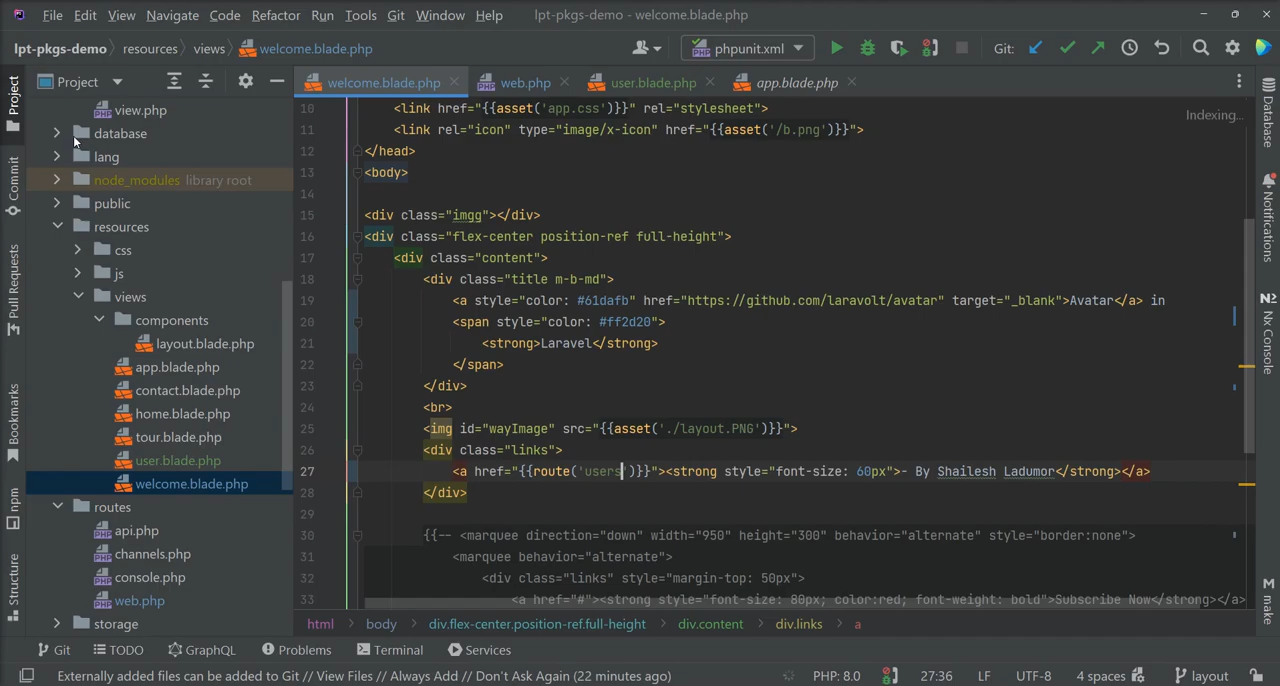 File Edit View Navigate Code Refactor Run Tools Git Window Help lpt-pkgs-demo - welcome.blade.php
lpt-pkgs-demo resources views welcome.blade.php phpunit.xml Git:
Project welcome.blade.php web.php user.blade.php app.blade.php
Indexing...
view.php
database
lang
node_modules library root
public
resources
css
js
views
components
layout.blade.php
app.blade.php
contact.blade.php
home.blade.php
tour.blade.php
user.blade.php
welcome.blade.php
routes
api.php
channels.php
console.php
web.php
storage
10 <link href="{{asset('app.css')}}" rel="stylesheet">
11 <link rel="icon" type="image/x-icon" href="{{asset('/b.png')}}">
12 </head>
13 <body>
14
15 <div class="imgg"></div>
16 <div class="flex-center position-ref full-height">
17 <div class="content">
18 <div class="title m-b-md">
19 <a style="color: #61dafb" href="https://github.com/laravolt/avatar" target="_blank">Avatar</a> in
20 <span style="color: #ff2d20">
21 <strong>Laravel</strong>
22 </span>
23 </div>
24 <br>
25 <img id="wayImage" src="{{asset('./layout.PNG')}}">
26 <div class="links">
27 <a href="{{route('users')}}"><strong style="font-size: 60px">- By Shailesh Ladumor</strong></a>
28 </div>
29
30 {{-- <marquee direction="down" width="950" height="300" behavior="alternate" style="border:none">
31 <marquee behavior="alternate">
32 <div class="links" style="margin-top: 50px">
33 <a href="#"><strong style="font-size: 80px; color:red; font-weight: bold">Subscribe Now</strong></a>
html body div.flex-center.position-ref.full-height div.content div.links a
Project
Commit
Pull Requests
Bookmarks
npm
Structure
Database
Notifications
Nx Console
M make
Git TODO GraphQL Problems Terminal Services
Externally added files can be added to Git // View Files // Always Add // Don't Ask Again (22 minutes ago) PHP: 8.0 27:36 LF UTF-8 4 spaces layout